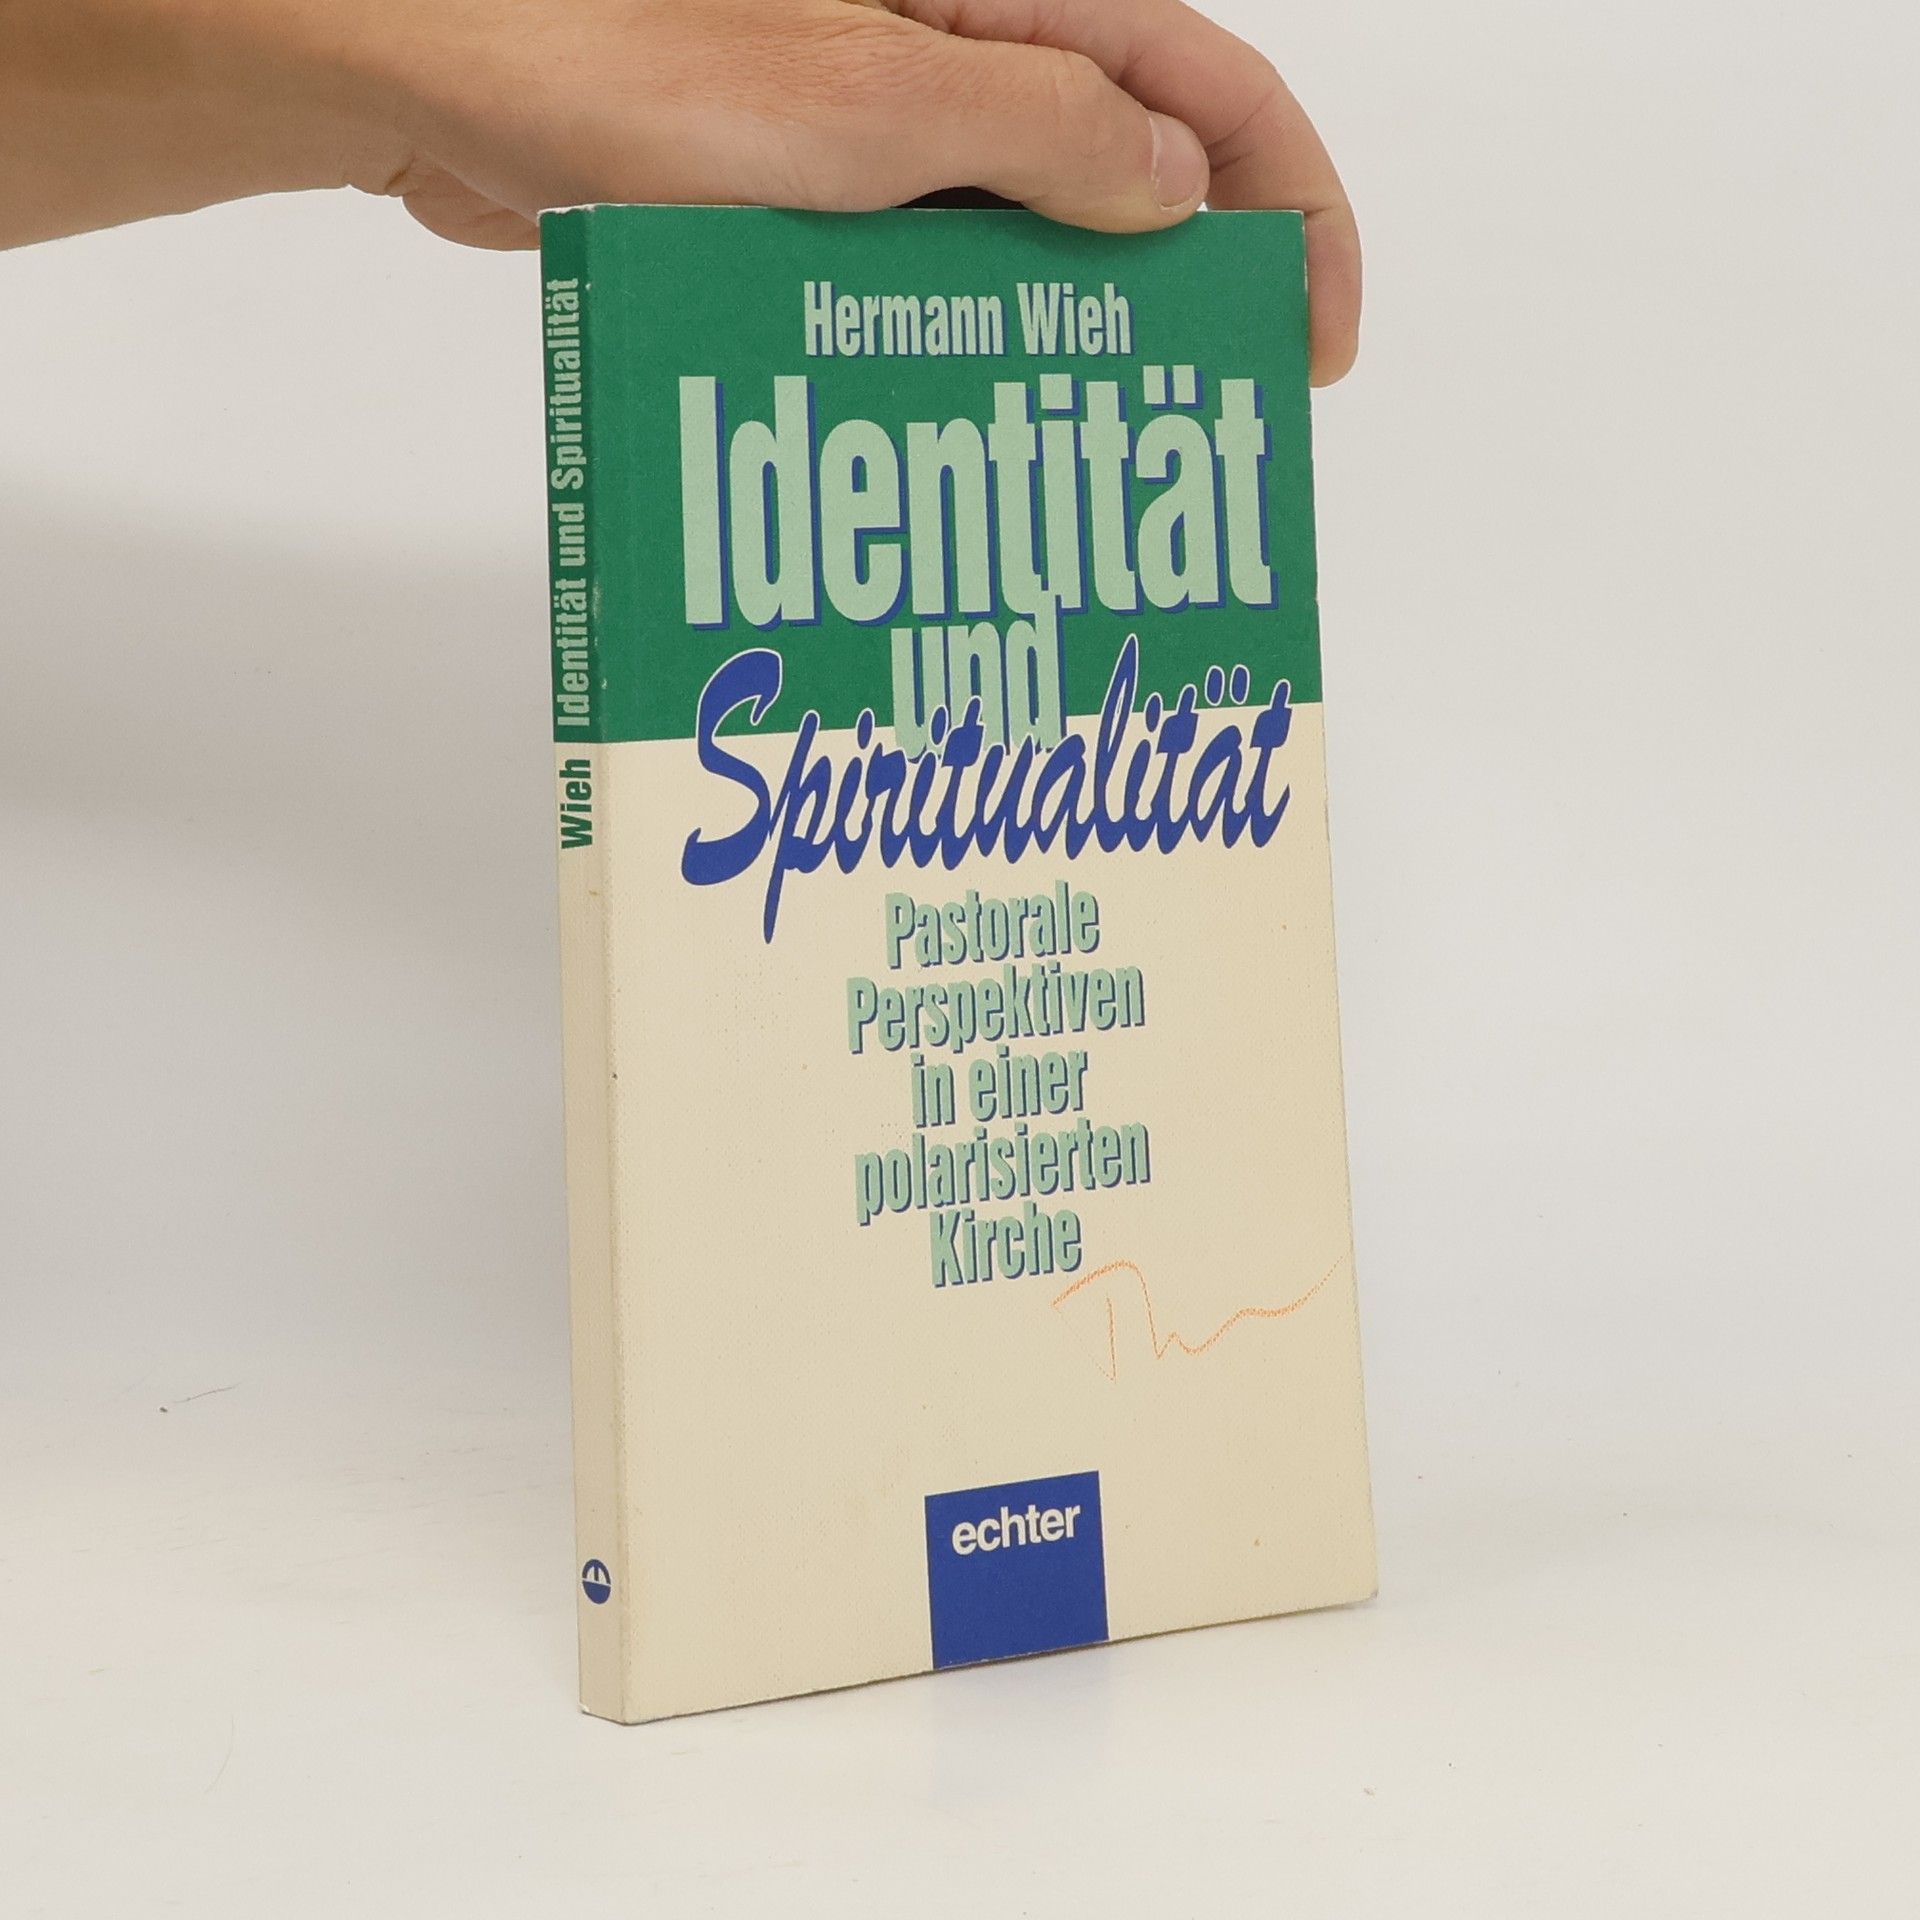 Hermann Wieh
Identität
und
Spiritualität
Pastorale
Perspektiven
in einer
polarisierten
Kirche
echter
Wieh Identität und Spiritualität